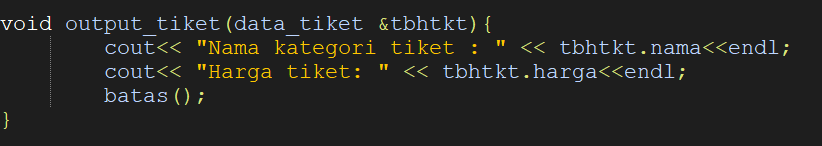 void output_tiket(data_tiket &tbhtkt){
cout<< "Nama kategori tiket : " << tbhtkt.nama<<endl;
cout<< "Harga tiket: " << tbhtkt.harga<<endl;
batas();
}